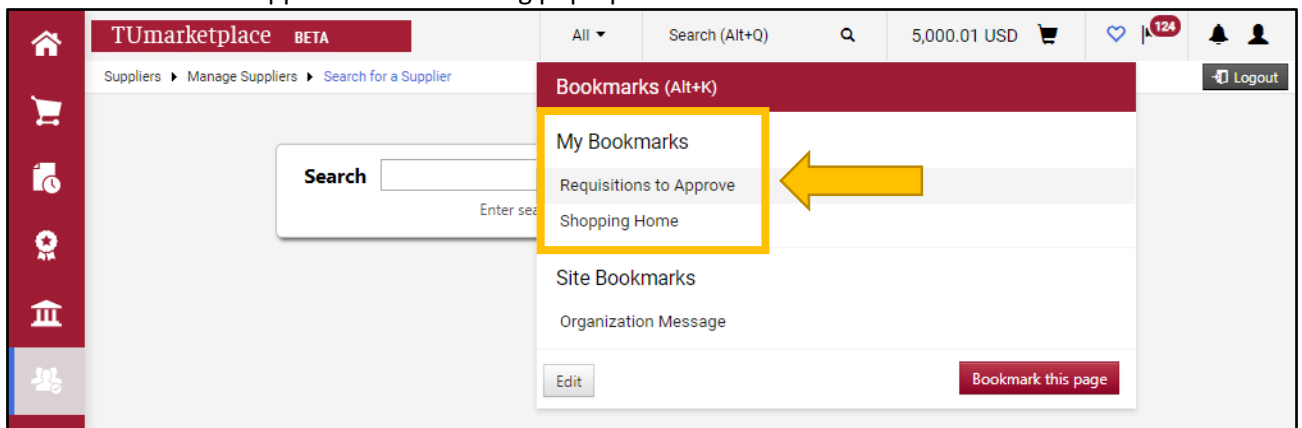 TUmarketplace BETA
All Search (Alt+Q) 5,000.01 USD 124
Suppliers Manage Suppliers Search for a Supplier
Logout
Bookmarks (Alt+K)
My Bookmarks
Search
Requisitions to Approve
Enter sea
Shopping Home
Site Bookmarks
Organization Message
Edit Bookmark this page